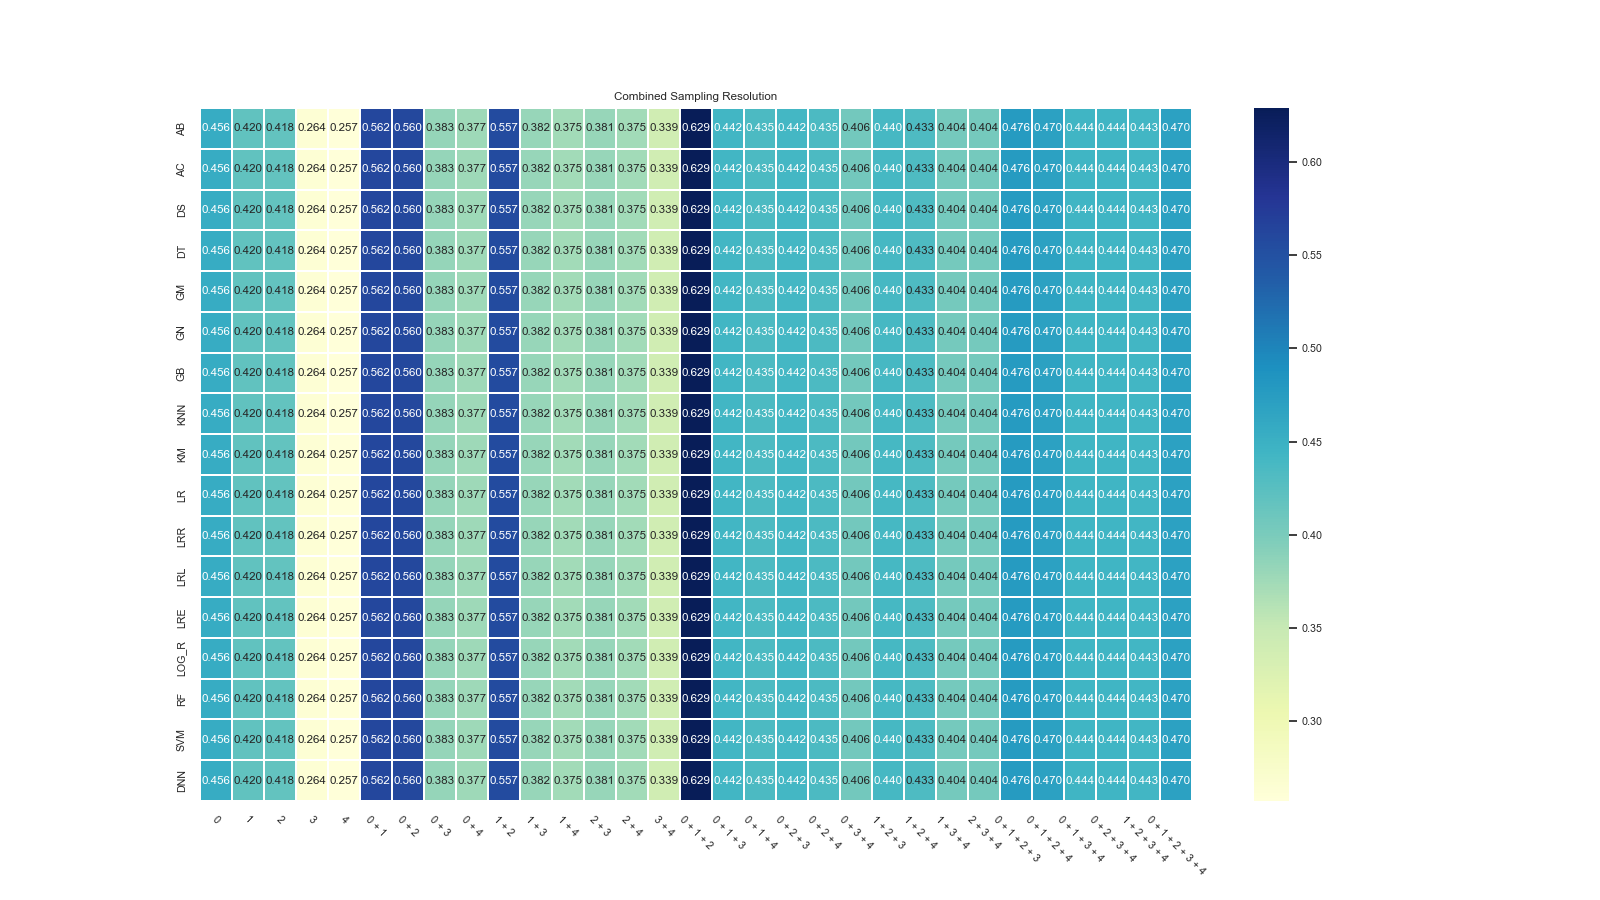 Combined Sampling Resolution
AB 0.456 0.420 0.418 0.264 0.257 0.562 0.560 0.383 0.377 0.557 0.382 0.375 0.381 0.375 0.339 0.629 0.442 0.435 0.442 0.435 0.406 0.440 0.433 0.404 0.404 0.476 0.470 0.444 0.444 0.443 0.470
AC 0.456 0.420 0.418 0.264 0.257 0.562 0.560 0.383 0.377 0.557 0.382 0.375 0.381 0.375 0.339 0.629 0.442 0.435 0.442 0.435 0.406 0.440 0.433 0.404 0.404 0.476 0.470 0.444 0.444 0.443 0.470
DS 0.456 0.420 0.418 0.264 0.257 0.562 0.560 0.383 0.377 0.557 0.382 0.375 0.381 0.375 0.339 0.629 0.442 0.435 0.442 0.435 0.406 0.440 0.433 0.404 0.404 0.476 0.470 0.444 0.444 0.443 0.470
DT 0.456 0.420 0.418 0.264 0.257 0.562 0.560 0.383 0.377 0.557 0.382 0.375 0.381 0.375 0.339 0.629 0.442 0.435 0.442 0.435 0.406 0.440 0.433 0.404 0.404 0.476 0.470 0.444 0.444 0.443 0.470
GM 0.456 0.420 0.418 0.264 0.257 0.562 0.560 0.383 0.377 0.557 0.382 0.375 0.381 0.375 0.339 0.629 0.442 0.435 0.442 0.435 0.406 0.440 0.433 0.404 0.404 0.476 0.470 0.444 0.444 0.443 0.470
GN 0.456 0.420 0.418 0.264 0.257 0.562 0.560 0.383 0.377 0.557 0.382 0.375 0.381 0.375 0.339 0.629 0.442 0.435 0.442 0.435 0.406 0.440 0.433 0.404 0.404 0.476 0.470 0.444 0.444 0.443 0.470
GB 0.456 0.420 0.418 0.264 0.257 0.562 0.560 0.383 0.377 0.557 0.382 0.375 0.381 0.375 0.339 0.629 0.442 0.435 0.442 0.435 0.406 0.440 0.433 0.404 0.404 0.476 0.470 0.444 0.444 0.443 0.470
KNN 0.456 0.420 0.418 0.264 0.257 0.562 0.560 0.383 0.377 0.557 0.382 0.375 0.381 0.375 0.339 0.629 0.442 0.435 0.442 0.435 0.406 0.440 0.433 0.404 0.404 0.476 0.470 0.444 0.444 0.443 0.470
KM 0.456 0.420 0.418 0.264 0.257 0.562 0.560 0.383 0.377 0.557 0.382 0.375 0.381 0.375 0.339 0.629 0.442 0.435 0.442 0.435 0.406 0.440 0.433 0.404 0.404 0.476 0.470 0.444 0.444 0.443 0.470
LR 0.456 0.420 0.418 0.264 0.257 0.562 0.560 0.383 0.377 0.557 0.382 0.375 0.381 0.375 0.339 0.629 0.442 0.435 0.442 0.435 0.406 0.440 0.433 0.404 0.404 0.476 0.470 0.444 0.444 0.443 0.470
LRR 0.456 0.420 0.418 0.264 0.257 0.562 0.560 0.383 0.377 0.557 0.382 0.375 0.381 0.375 0.339 0.629 0.442 0.435 0.442 0.435 0.406 0.440 0.433 0.404 0.404 0.476 0.470 0.444 0.444 0.443 0.470
LRL 0.456 0.420 0.418 0.264 0.257 0.562 0.560 0.383 0.377 0.557 0.382 0.375 0.381 0.375 0.339 0.629 0.442 0.435 0.442 0.435 0.406 0.440 0.433 0.404 0.404 0.476 0.470 0.444 0.444 0.443 0.470
LRE 0.456 0.420 0.418 0.264 0.257 0.562 0.560 0.383 0.377 0.557 0.382 0.375 0.381 0.375 0.339 0.629 0.442 0.435 0.442 0.435 0.406 0.440 0.433 0.404 0.404 0.476 0.470 0.444 0.444 0.443 0.470
LOG_R 0.456 0.420 0.418 0.264 0.257 0.562 0.560 0.383 0.377 0.557 0.382 0.375 0.381 0.375 0.339 0.629 0.442 0.435 0.442 0.435 0.406 0.440 0.433 0.404 0.404 0.476 0.470 0.444 0.444 0.443 0.470
RF 0.456 0.420 0.418 0.264 0.257 0.562 0.560 0.383 0.377 0.557 0.382 0.375 0.381 0.375 0.339 0.629 0.442 0.435 0.442 0.435 0.406 0.440 0.433 0.404 0.404 0.476 0.470 0.444 0.444 0.443 0.470
SVM 0.456 0.420 0.418 0.264 0.257 0.562 0.560 0.383 0.377 0.557 0.382 0.375 0.381 0.375 0.339 0.629 0.442 0.435 0.442 0.435 0.406 0.440 0.433 0.404 0.404 0.476 0.470 0.444 0.444 0.443 0.470
DNN 0.456 0.420 0.418 0.264 0.257 0.562 0.560 0.383 0.377 0.557 0.382 0.375 0.381 0.375 0.339 0.629 0.442 0.435 0.442 0.435 0.406 0.440 0.433 0.404 0.404 0.476 0.470 0.444 0.444 0.443 0.470
0
1
2
3
4
0 + 1
0 + 2
0 + 3
0 + 4
1 + 2
1 + 3
1 + 4
2 + 3
2 + 4
3 + 4
0 + 1 + 2
0 + 1 + 3
0 + 1 + 4
0 + 2 + 3
0 + 2 + 4
0 + 3 + 4
1 + 2 + 3
1 + 2 + 4
1 + 3 + 4
2 + 3 + 4
0 + 1 + 2 + 3
0 + 1 + 2 + 4
0 + 1 + 3 + 4
0 + 2 + 3 + 4
1 + 2 + 3 + 4
0 + 1 + 2 + 3 + 4
0.60
0.55
0.50
0.45
0.40
0.35
0.30